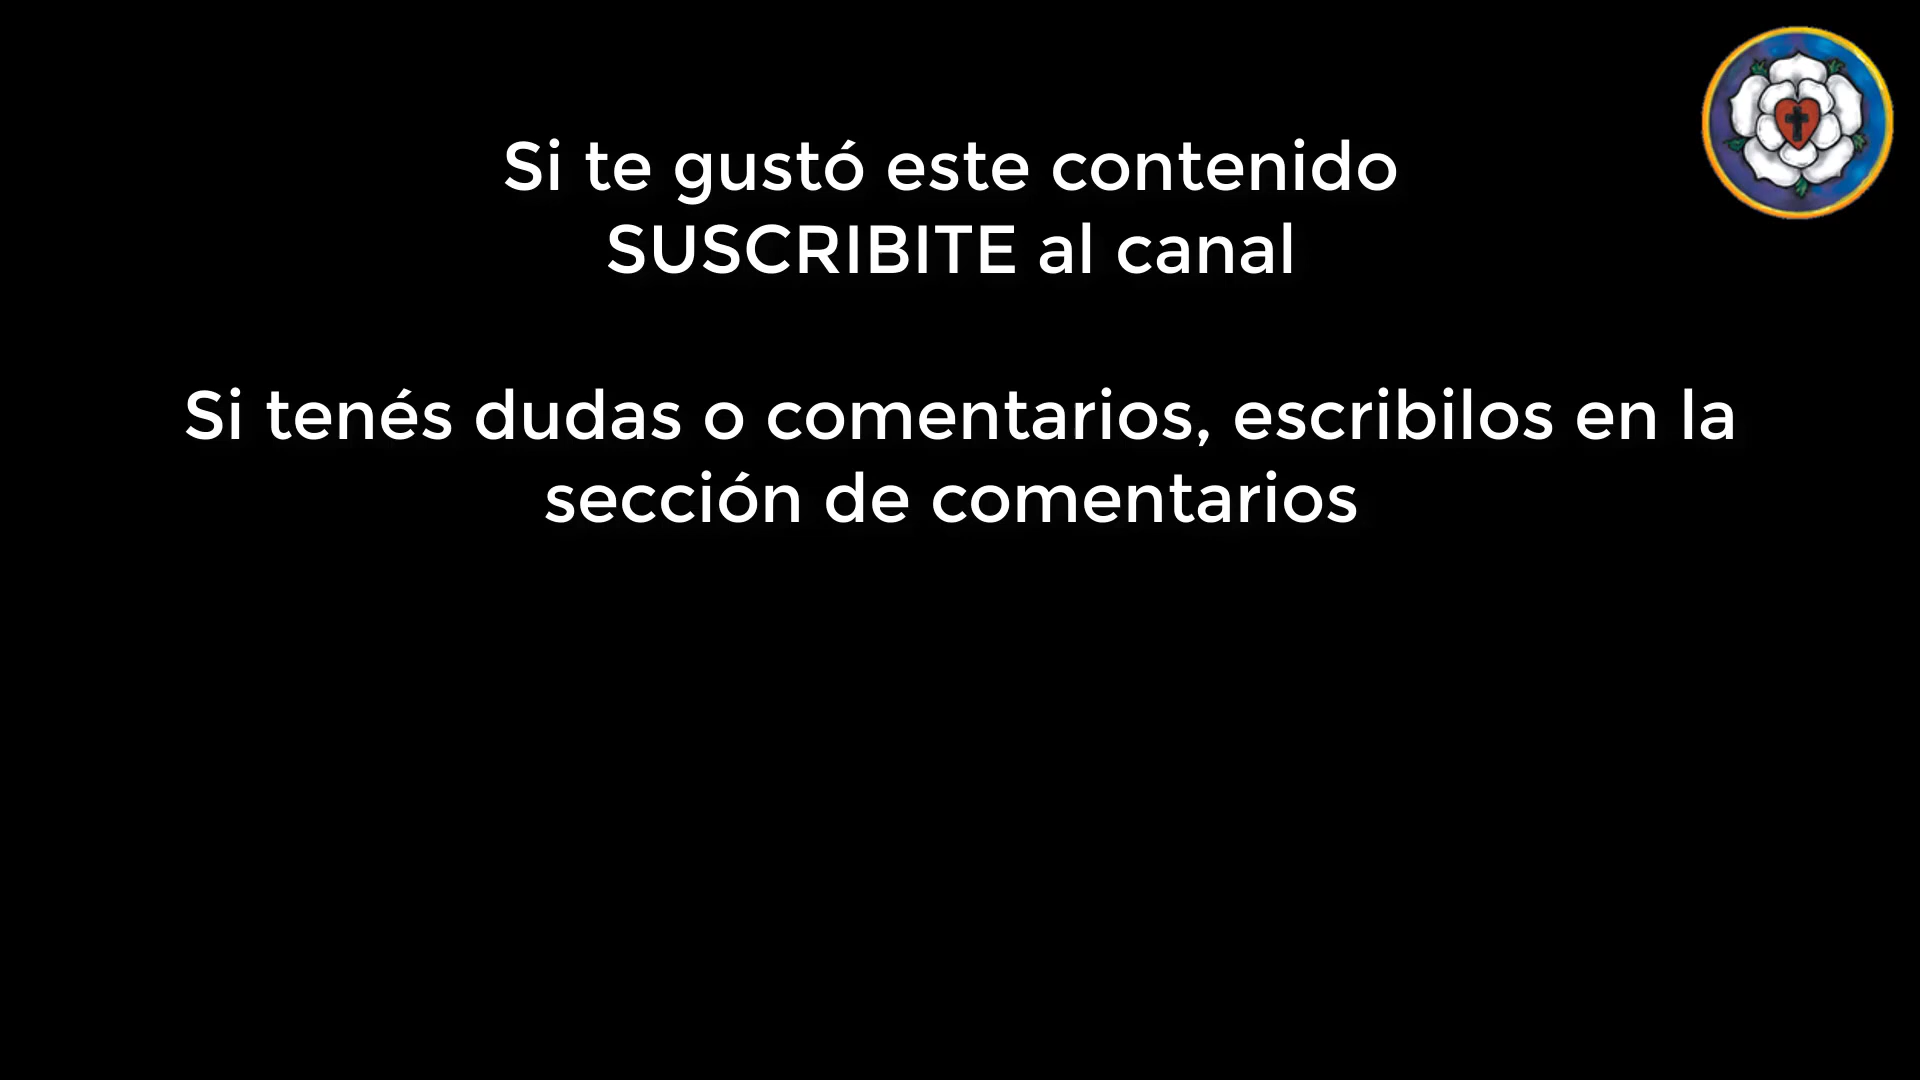 Si te gustó este contenido
SUSCRIBITE al canal
Si tenés dudas o comentarios, escribilos en la
sección de comentarios